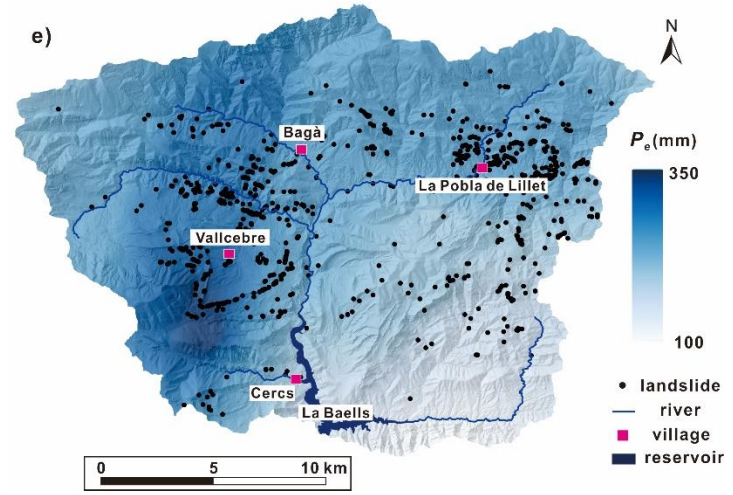 e)
N
Bagà
La Pobla de Lillet
Vallcebre
Cercs
La Baells
Pe(mm)
350
100
landslide
river
village
reservoir
0 5 10 km